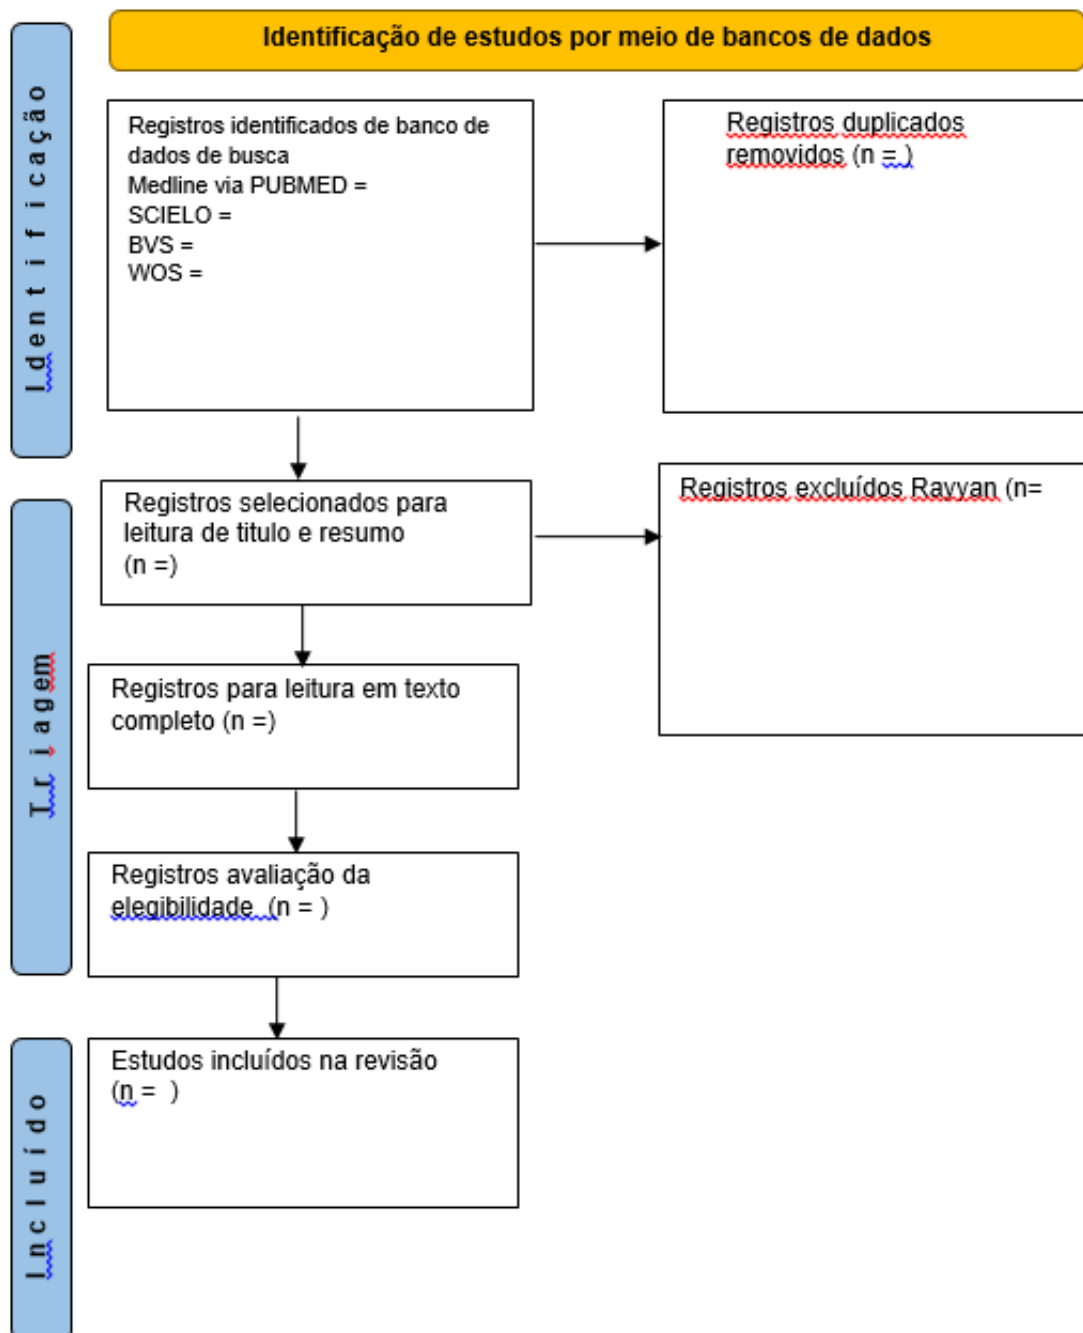 Identificação de estudos por meio de bancos de dados
Identificação
Registros identificados de banco de
dados de busca
Medline via PUBMED =
SCIELO =
BVS =
WOS =
Registros duplicados
removidos (n = )
Triagem
Registros selecionados para
leitura de titulo e resumo
(n =)
Registros excluídos Rayyan (n=
Registros para leitura em texto
completo (n =)
Registros avaliação da
elegibilidade  (n = )
Incluído
Estudos incluídos na revisão
(n =  )